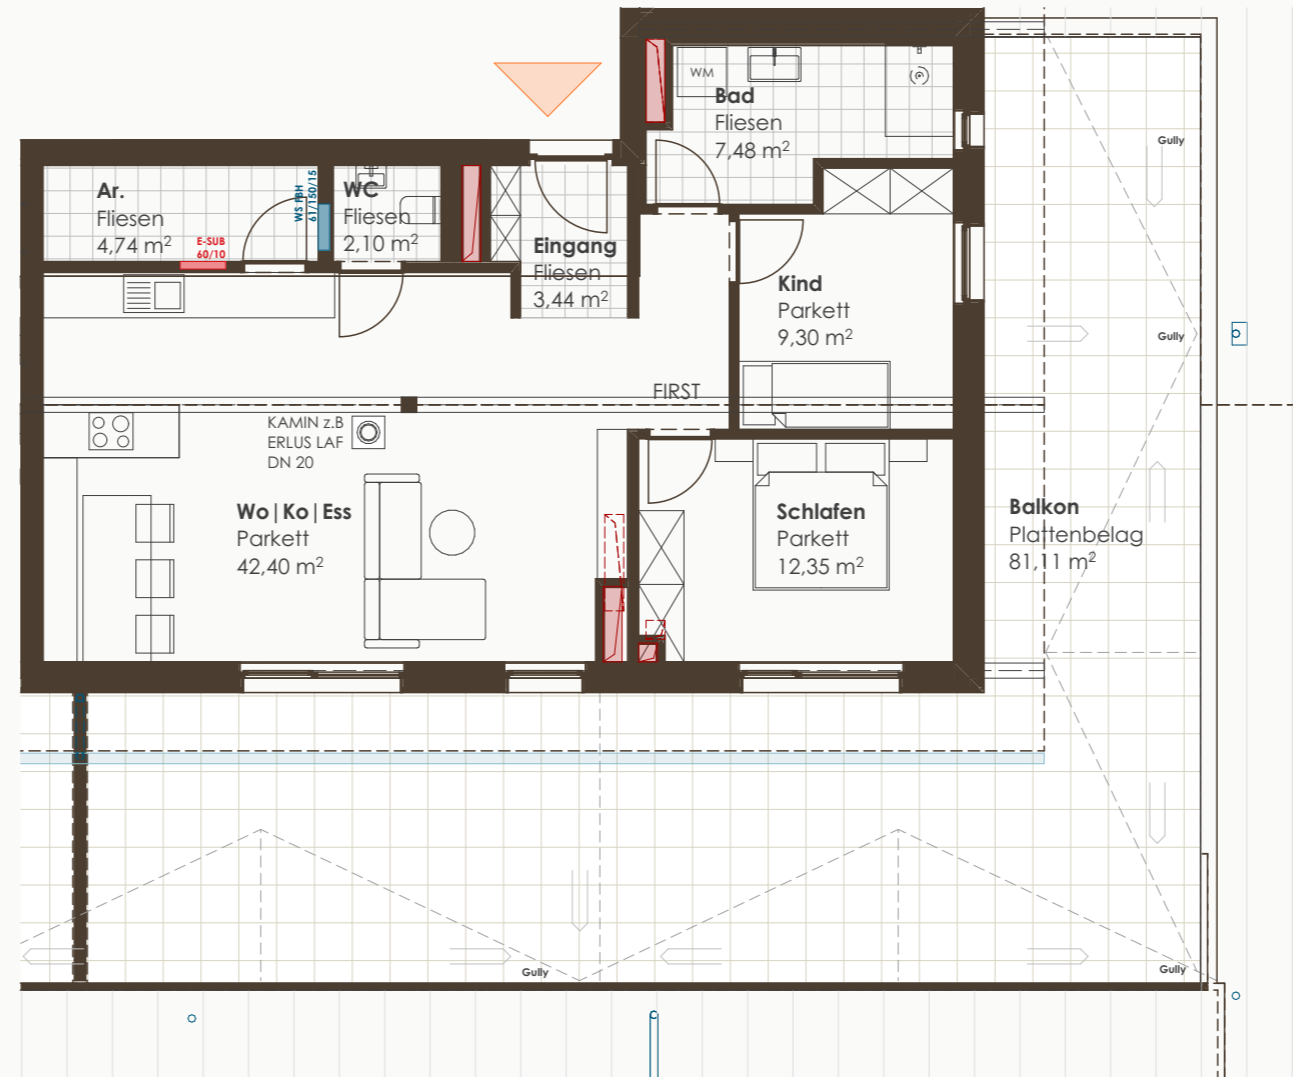 WM
Bad
Fliesen
7,48 m²
Gully
Ar.
Fliesen
4,74 m²
E-SUB
60/10
WS FBH
61/150/15
WC
Fliesen
2,10 m²
Eingang
Fliesen
3,44 m²
Kind
Parkett
9,30 m²
Gully
FIRST
KAMIN z.B
ERLUS LAF
DN 20
Wo|Ko|Ess
Parkett
42,40 m²
Schlafen
Parkett
12,35 m²
Balkon
Plattenbelag
81,11 m²
Gully
Gully